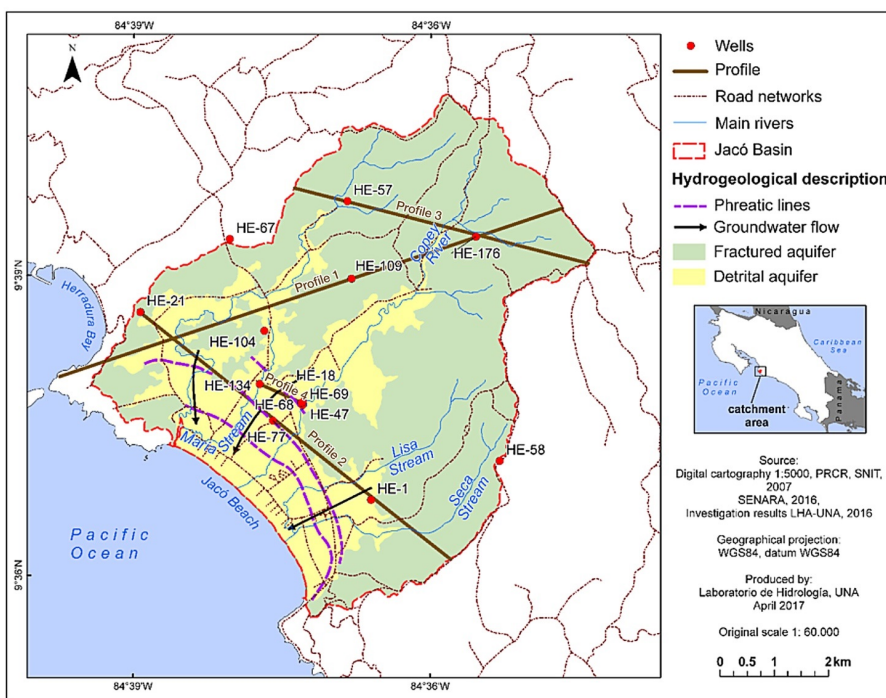 84°39'W
84°36'W
N
HE-57
HE-67
Profile 3
Copey
River
HE-176
9°39'N
9°39'N
HE-109
Profile 1
Herradura Bay
HE-21
HE-104
HE-18
HE-134
Profile 4
HE-69
HE-68
HE-47
HE-77
María
Stream
Profile 2
Lisa
Stream
HE-58
HE-1
Seca
Stream
Jacó Beach
Pacific
Ocean
9°36'N
9°36'N
84°39'W
84°36'W
Wells
Profile
Road networks
Main rivers
Jacó Basin
Hydrogeological description
Phreatic lines
Groundwater flow
Fractured aquifer
Detrital aquifer
Nicaragua
Caribbean
Sea
Pacific
Ocean
Panama
catchment
area
Source:
Digital cartography 1:5000, PRCR, SNIT,
2007
SENARA, 2016,
Investigation results LHA-UNA, 2016
Geographical projection:
WGS84, datum WGS84
Produced by:
Laboratorio de Hidrología, UNA
April 2017
Original scale 1: 60.000
0 0.5 1 2 km